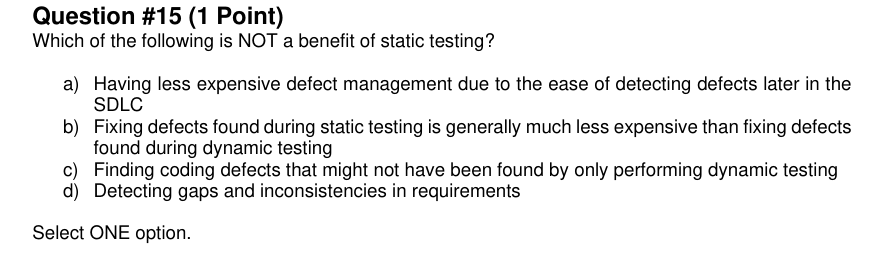 Question #15 (1 Point)
Which of the following is NOT a benefit of static testing?
a) Having less expensive defect management due to the ease of detecting defects later in the
SDLC
b) Fixing defects found during static testing is generally much less expensive than fixing defects
found during dynamic testing
c) Finding coding defects that might not have been found by only performing dynamic testing
d) Detecting gaps and inconsistencies in requirements
Select ONE option.